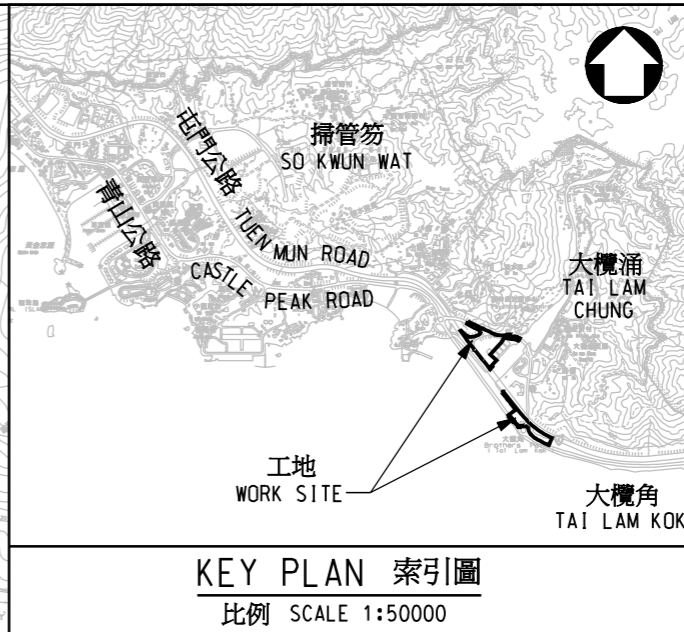 屯門公路
掃管笏
SO KWUN WAT
青山公路
TUEN MUN ROAD
CASTLE PEAK ROAD
大欖涌
TAI LAM
CHUNG
工地
WORK SITE
大欖角
TAI LAM KOK
KEY PLAN 索引圖
比例 SCALE 1:50000